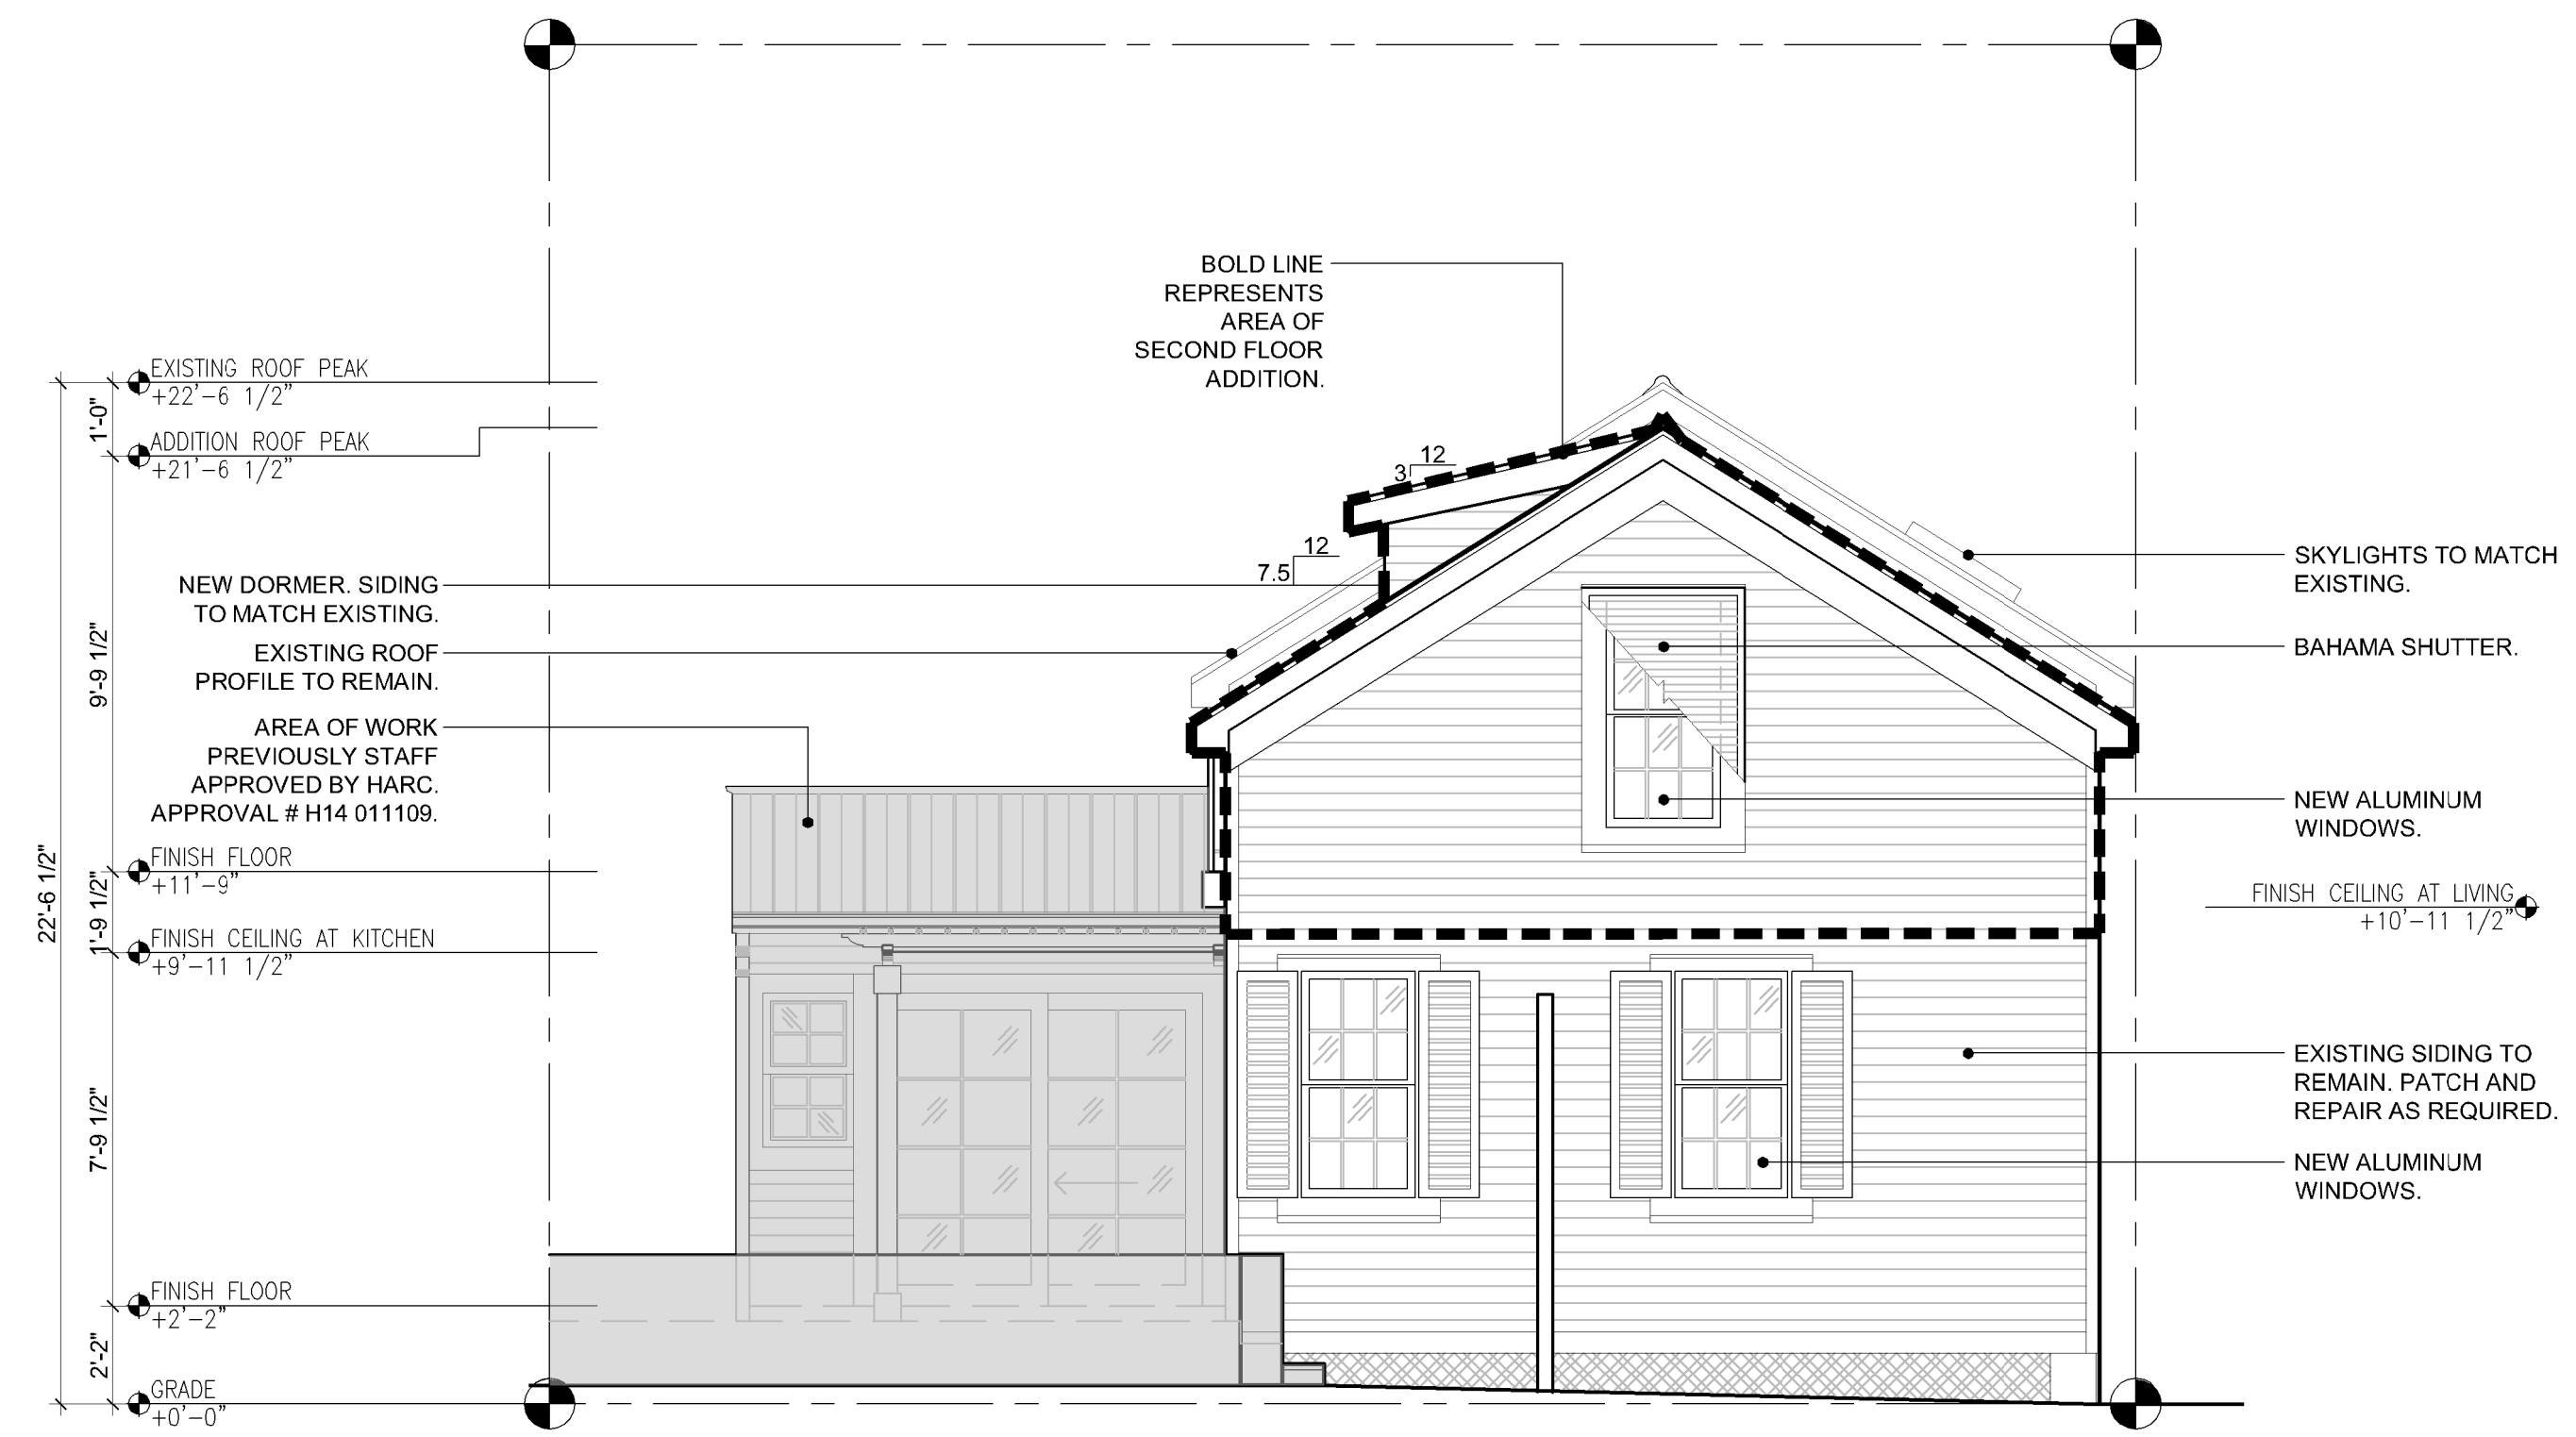 BOLD LINE
REPRESENTS
AREA OF
SECOND FLOOR
ADDITION.
EXISTING ROOF PEAK
+22'-6 1/2"
1'-0"
ADDITION ROOF PEAK
+21'-6 1/2"
12
3
12
7.5
NEW DORMER. SIDING
TO MATCH EXISTING.
EXISTING ROOF
PROFILE TO REMAIN.
AREA OF WORK
PREVIOUSLY STAFF
APPROVED BY HARC.
APPROVAL # H14 011109.
9'-9 1/2"
FINISH FLOOR
+11'-9"
22'-6 1/2"
1'-9 1/2"
FINISH CEILING AT KITCHEN
+9'-11 1/2"
7'-9 1/2"
FINISH FLOOR
+2'-2"
2'-2"
GRADE
+0'-0"
SKYLIGHTS TO MATCH
EXISTING.
BAHAMA SHUTTER.
NEW ALUMINUM
WINDOWS.
FINISH CEILING AT LIVING
+10'-11 1/2"
EXISTING SIDING TO
REMAIN. PATCH AND
REPAIR AS REQUIRED.
NEW ALUMINUM
WINDOWS.